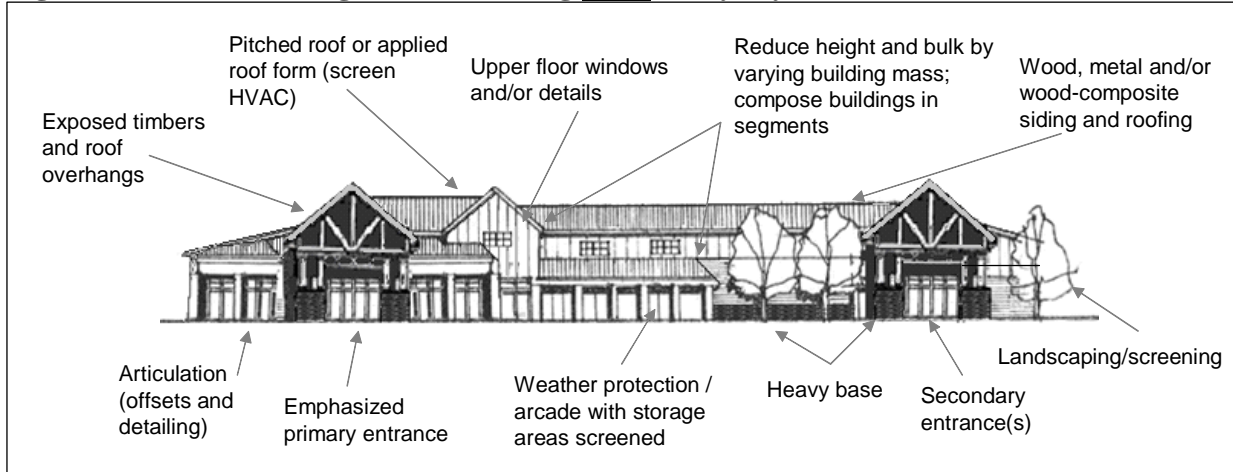 Pitched roof or applied
roof form (screen
HVAC)
Upper floor windows
and/or details
Reduce height and bulk by
varying building mass;
compose buildings in
segments
Wood, metal and/or
wood-composite
siding and roofing
Exposed timbers
and roof
overhangs
Articulation
(offsets and
detailing)
Emphasized
primary entrance
Weather protection /
arcade with storage
areas screened
Heavy base
Secondary
entrance(s)
Landscaping/screening